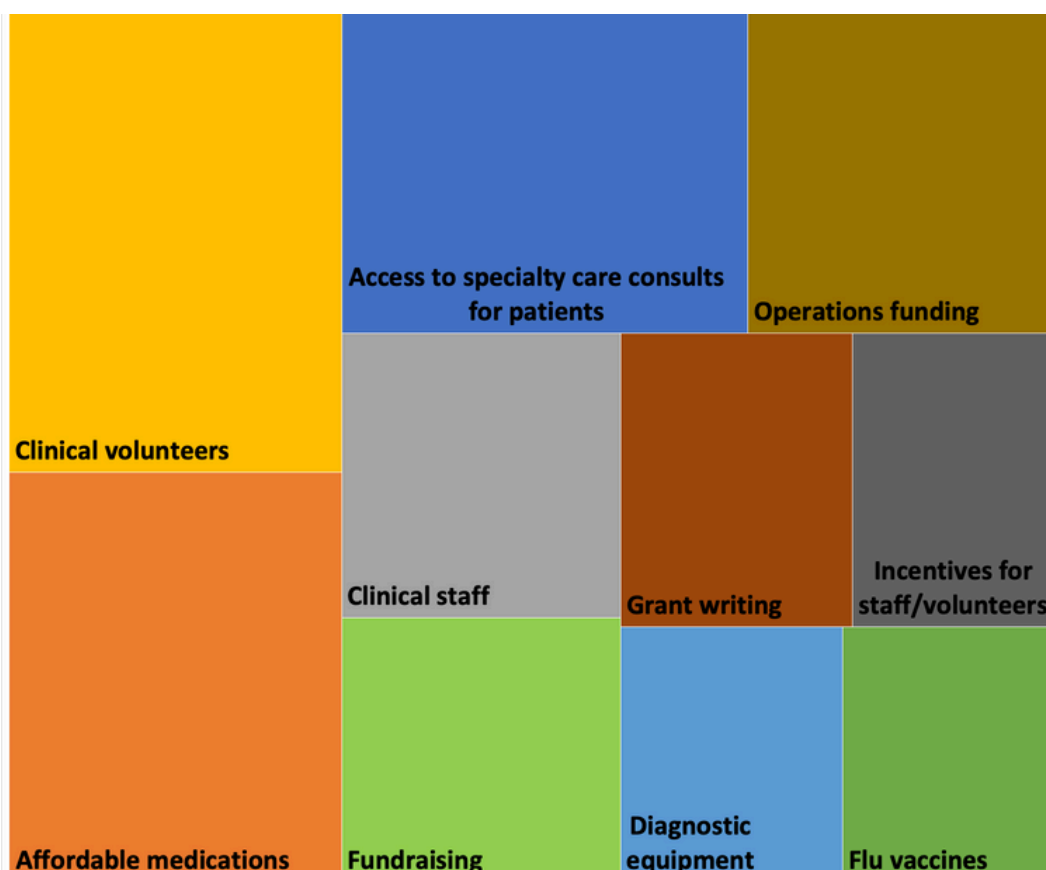 Access to specialty care consults
for patients
Operations funding
Clinical volunteers
Clinical staff
Grant writing
Incentives for
staff/volunteers
Affordable medications
Fundraising
Diagnostic
equipment
Flu vaccines